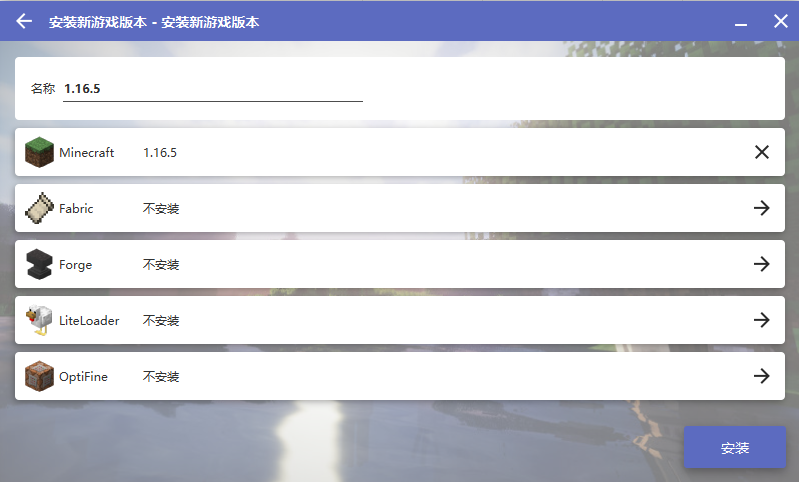 安装新游戏版本 - 安装新游戏版本
名称 1.16.5
Minecraft 1.16.5
Fabric 不安装
Forge 不安装
LiteLoader 不安装
OptiFine 不安装
安装